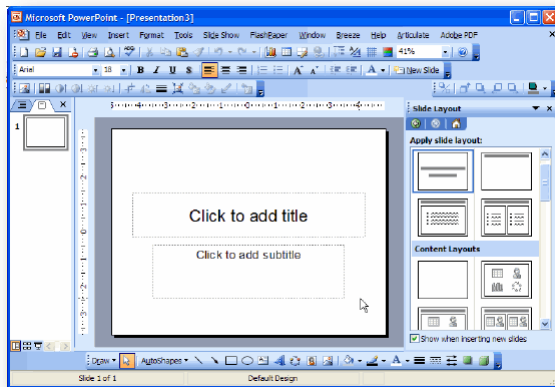 Microsoft PowerPoint - [Presentation3]
File Edit View Insert Format Tools Slide Show FlashPaper Window Breeze Help Articulate Adobe PDF
41%
Arial 18 B I U S A A A New Slide
Slide Layout
1
Apply slide layout:
Click to add title
Click to add subtitle
Content Layouts
Show when inserting new slides
Draw AutoShapes A
Slide 1 of 1 Default Design